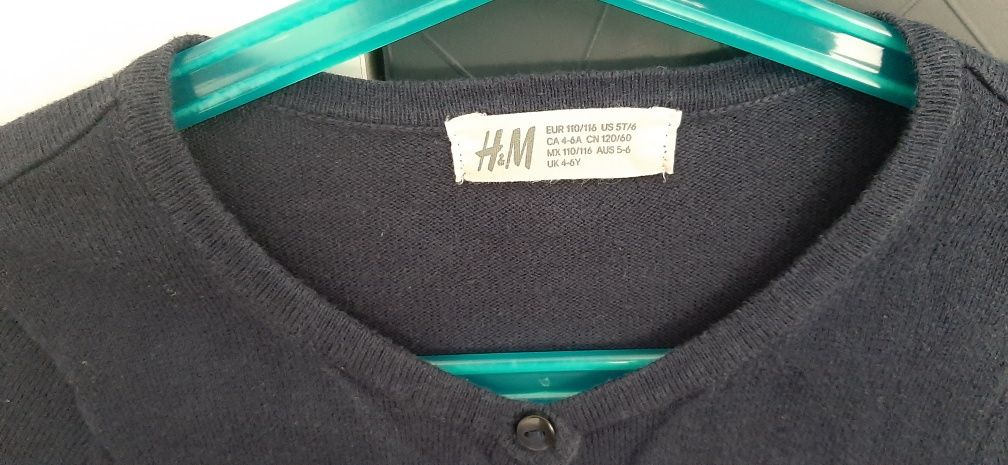 H&M
EUR 110/116 US 5T/6
CA 4-6A CN 120/60
MX 110/116 AUS 5-6
UK 4-6Y